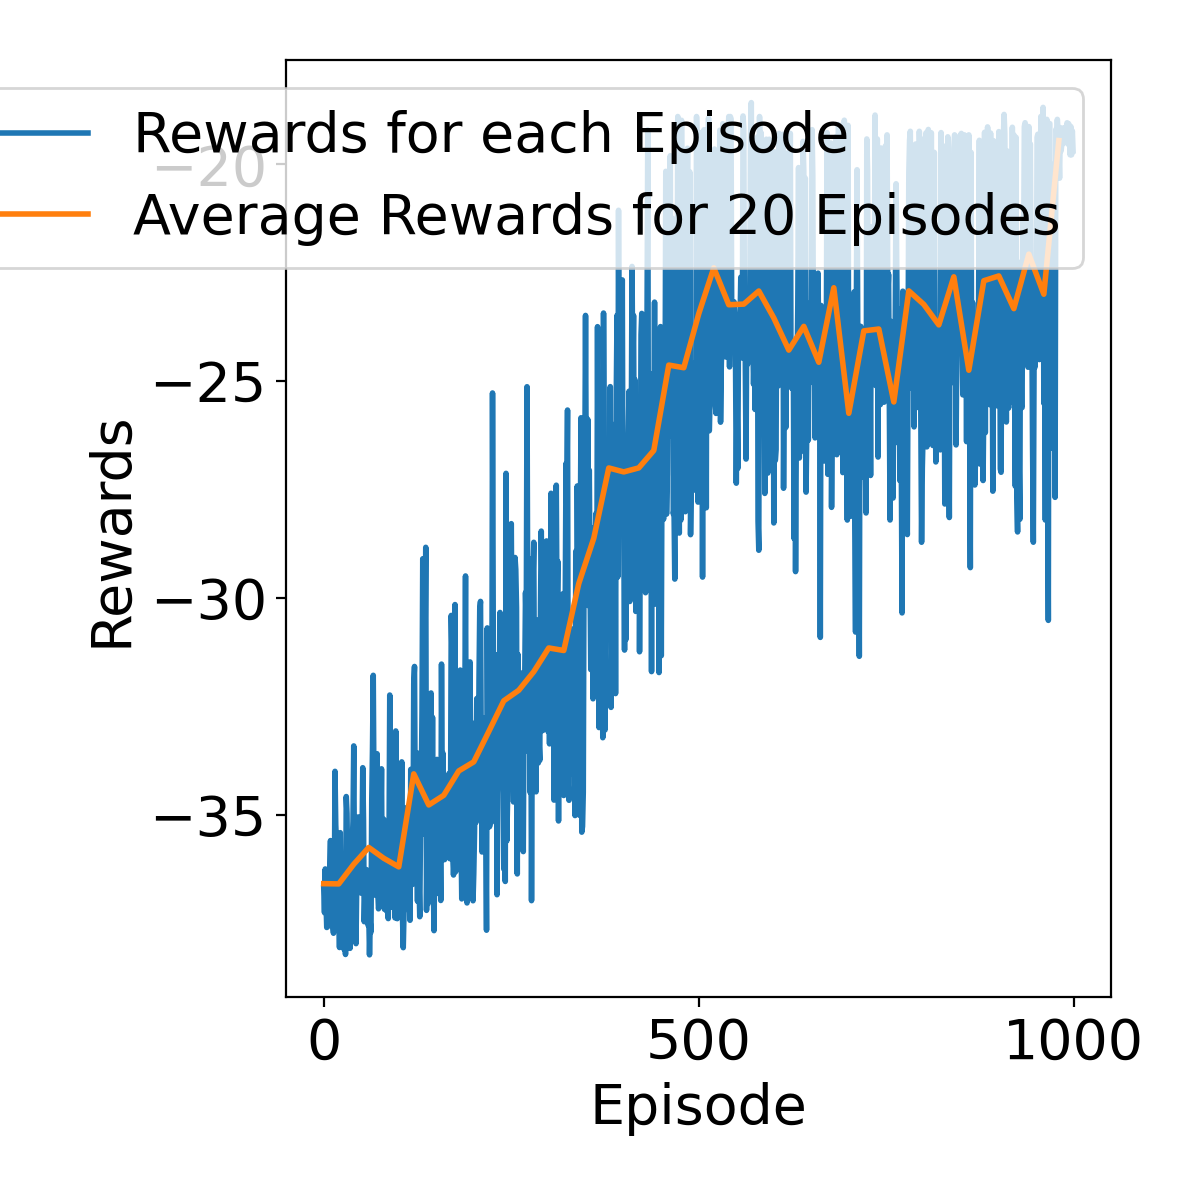 Rewards for each Episode
−20
Average Rewards for 20 Episodes
−25
Rewards
−30
−35
0 500 1000
Episode